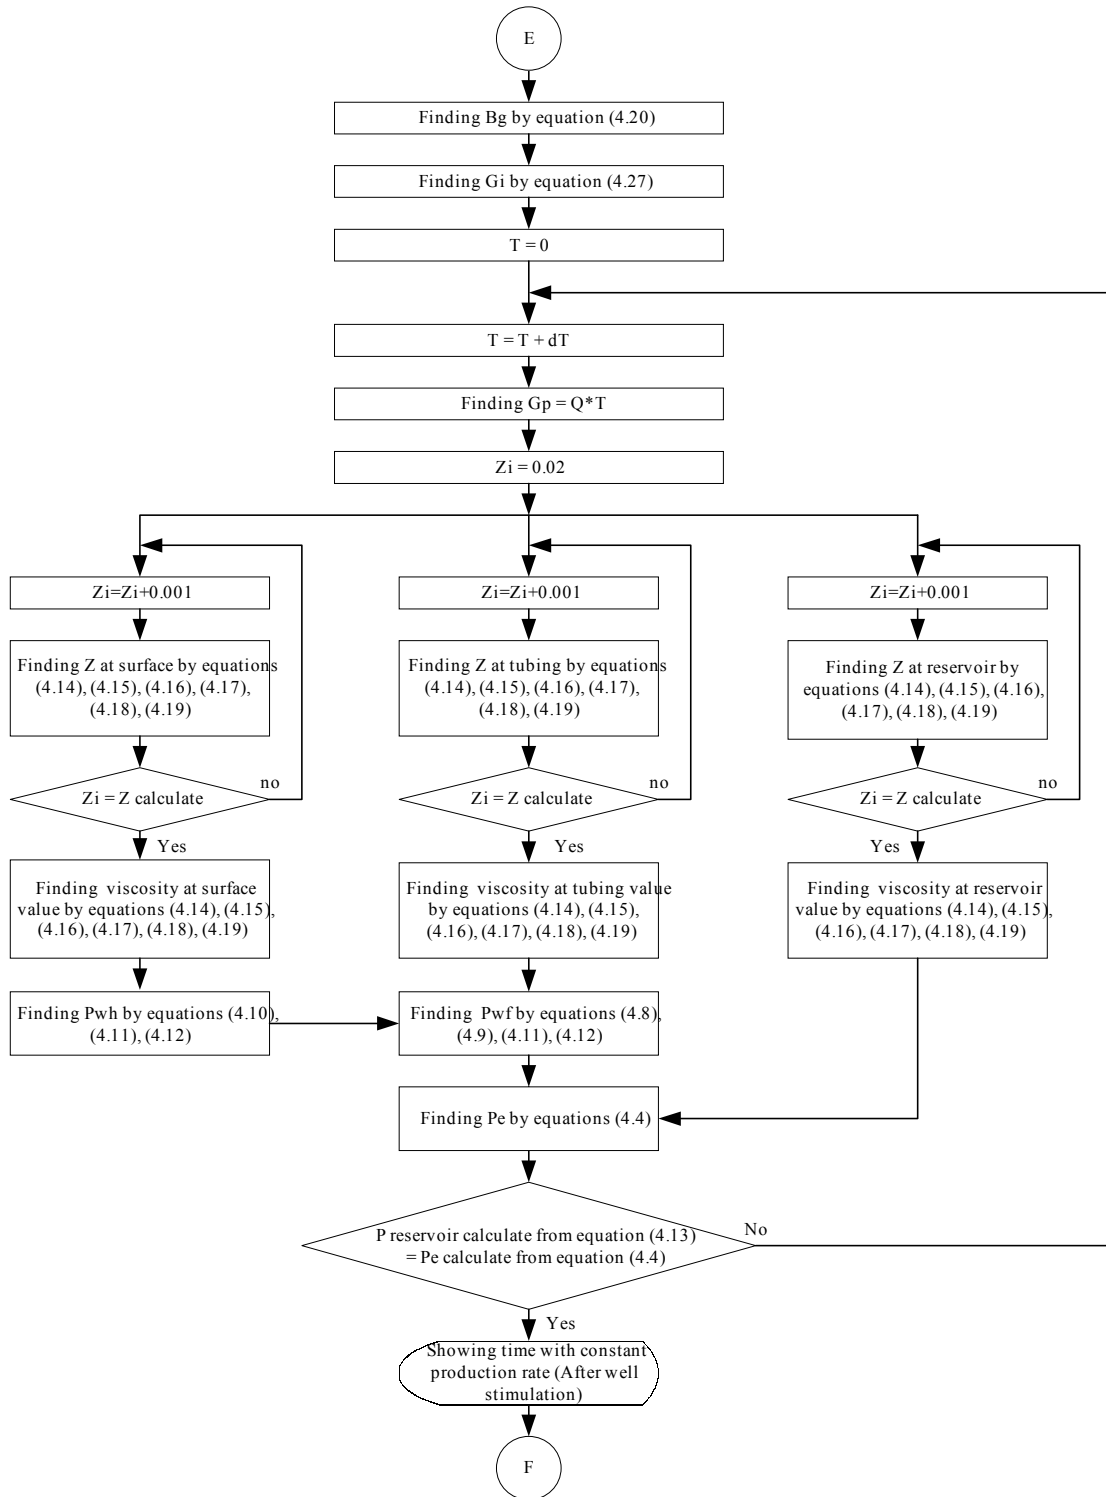 E
Finding Bg by equation (4.20)
Finding Gi by equation (4.27)
T = 0
T = T + dT
Finding Gp = Q*T
Zi = 0.02
Zi=Zi+0.001
Zi=Zi+0.001
Zi=Zi+0.001
Finding Z at surface by equations
(4.14), (4.15), (4.16), (4.17),
(4.18), (4.19)
Finding Z at tubing by equations
(4.14), (4.15), (4.16), (4.17),
(4.18), (4.19)
Finding Z at reservoir by
equations (4.14), (4.15), (4.16),
(4.17), (4.18), (4.19)
Zi = Z calculate
no
Zi = Z calculate
no
Zi = Z calculate
no
Yes
Yes
Yes
Finding viscosity at surface
value by equations (4.14), (4.15),
(4.16), (4.17), (4.18), (4.19)
Finding viscosity at tubing value
by equations (4.14), (4.15),
(4.16), (4.17), (4.18), (4.19)
Finding viscosity at reservoir
value by equations (4.14), (4.15),
(4.16), (4.17), (4.18), (4.19)
Finding Pwh by equations (4.10),
(4.11), (4.12)
Finding Pwf by equations (4.8),
(4.9), (4.11), (4.12)
Finding Pe by equations (4.4)
P reservoir calculate from equation (4.13)
= Pe calculate from equation (4.4)
No
Yes
Showing time with constant
production rate (After well
stimulation)
F